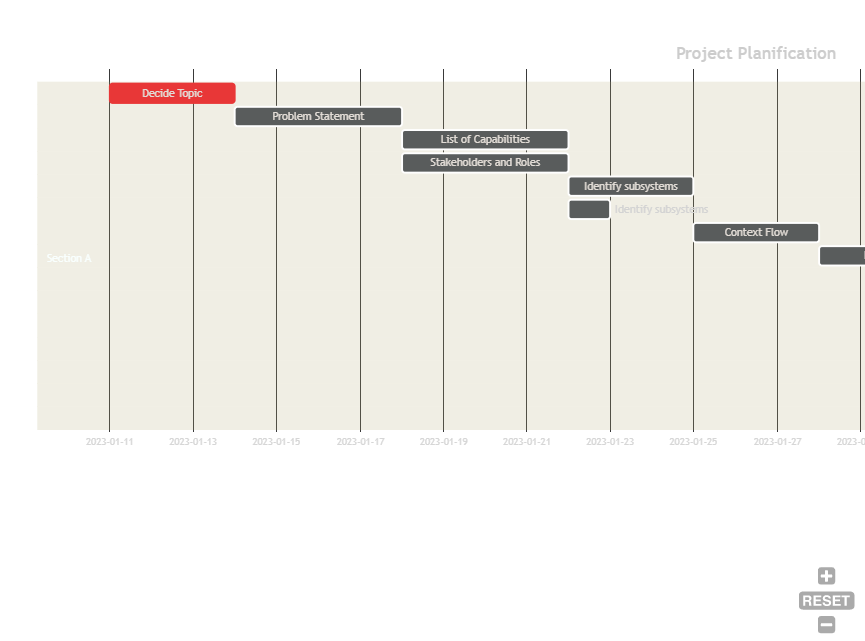 Project Planification
Decide Topic
Problem Statement
List of Capabilities
Stakeholders and Roles
Identify subsystems
Identify subsystems
Context Flow
Section A
2023-01-11
2023-01-13
2023-01-15
2023-01-17
2023-01-19
2023-01-21
2023-01-23
2023-01-25
2023-01-27
RESET